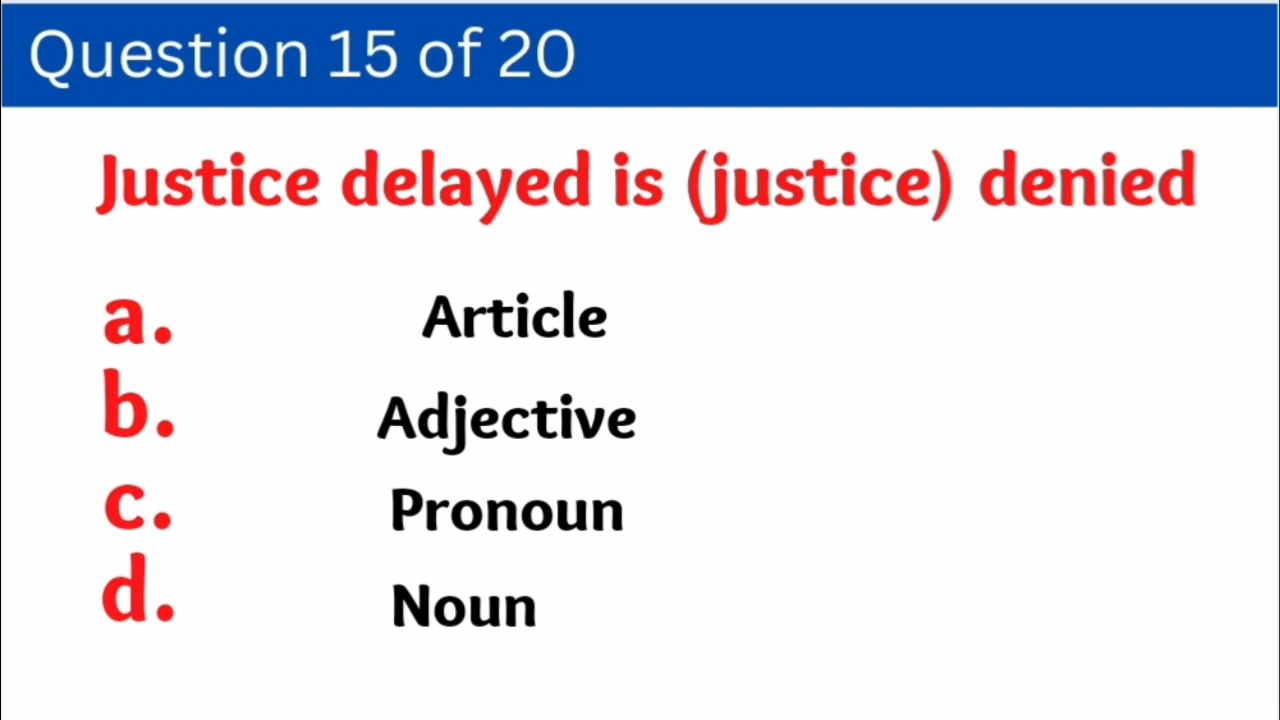 Question 15 of 20
Justice delayed is (justice) denied
a. Article
b. Adjective
c. Pronoun
d. Noun